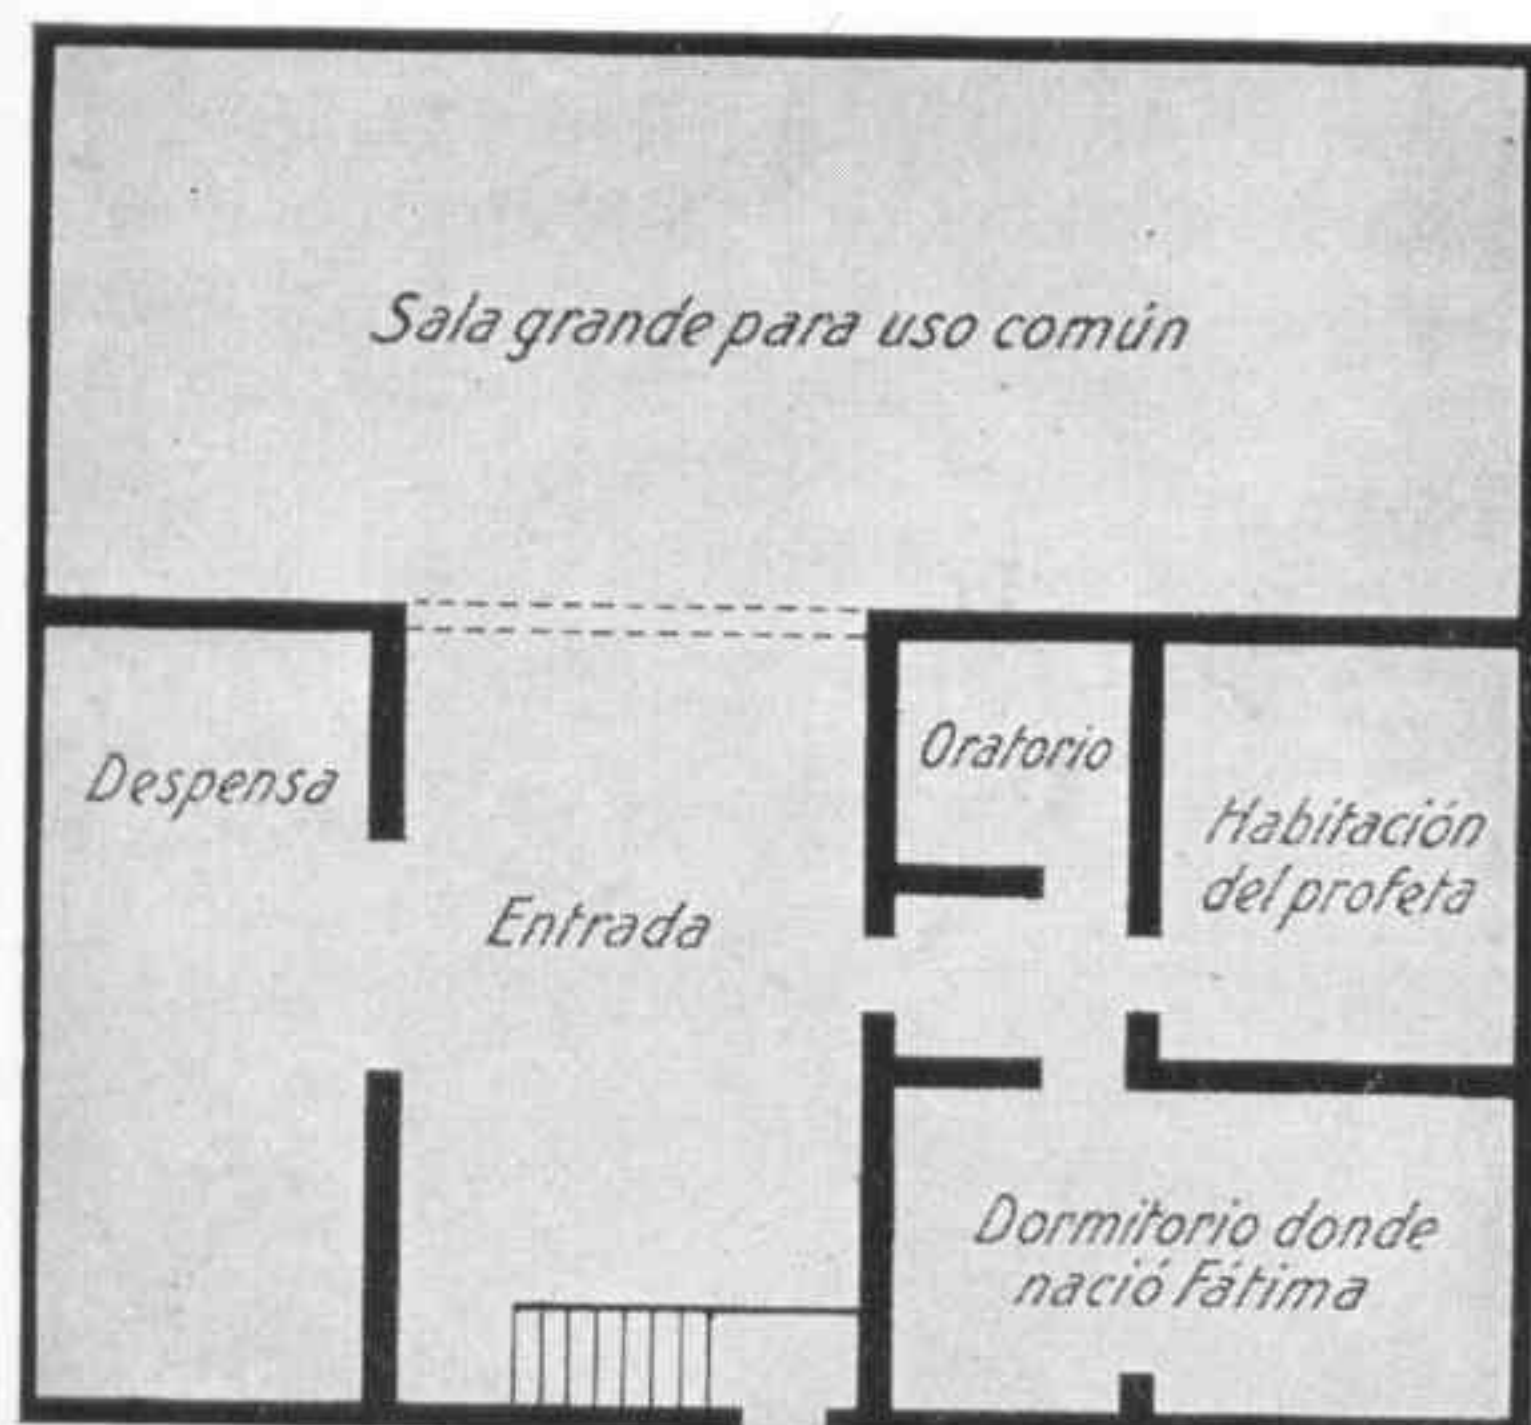 Sala grande para uso común
Despensa
Oratorio
Habitación
del profeta
Entrada
Dormitorio donde
nació Fátima